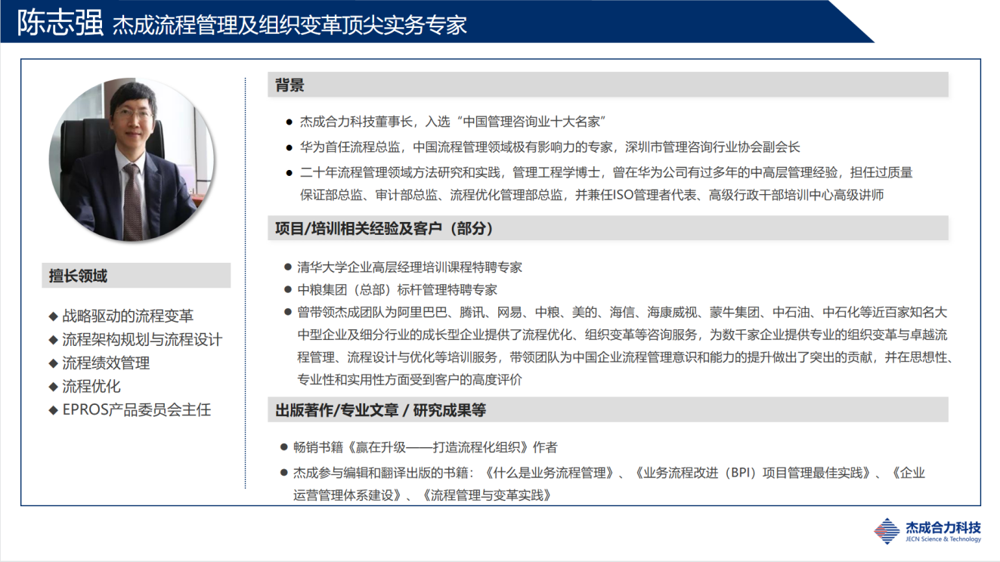 陈志强 杰成流程管理及组织变革顶尖实务专家
擅长领域
◆ 战略驱动的流程变革
◆ 流程架构规划与流程设计
◆ 流程绩效管理
◆ 流程优化
◆ EPROS产品委员会主任
背景
● 杰成合力科技董事长，入选“中国管理咨询业十大名家”
● 华为首任流程总监，中国流程管理领域极有影响力的专家，深圳市管理咨询行业协会副会长
● 二十年流程管理领域方法研究和实践，管理工程学博士，曾在华为公司有过多年的中高层管理经验，担任过质量
保证部总监、审计部总监、流程优化管理部总监，并兼任ISO管理者代表、高级行政干部培训中心高级讲师
项目/培训相关经验及客户（部分）
● 清华大学企业高层经理培训课程特聘专家
● 中粮集团（总部）标杆管理特聘专家
● 曾带领杰成团队为阿里巴巴、腾讯、网易、中粮、美的、海信、海康威视、蒙牛集团、中石油、中石化等近百家知名大
中型企业及细分行业的成长型企业提供了流程优化、组织变革等咨询服务，为数千家企业提供专业的组织变革与卓越流
程管理、流程设计与优化等培训服务，带领团队为中国企业流程管理意识和能力的提升做出了突出的贡献，并在思想性、
专业性和实用性方面受到客户的高度评价
出版著作/专业文章 / 研究成果等
● 畅销书籍《赢在升级——打造流程化组织》作者
● 杰成参与编辑和翻译出版的书籍：《什么是业务流程管理》、《业务流程改进（BPI）项目管理最佳实践》、《企业
运营管理体系建设》、《流程管理与变革实践》
杰成合力科技
JECN Science & Technology